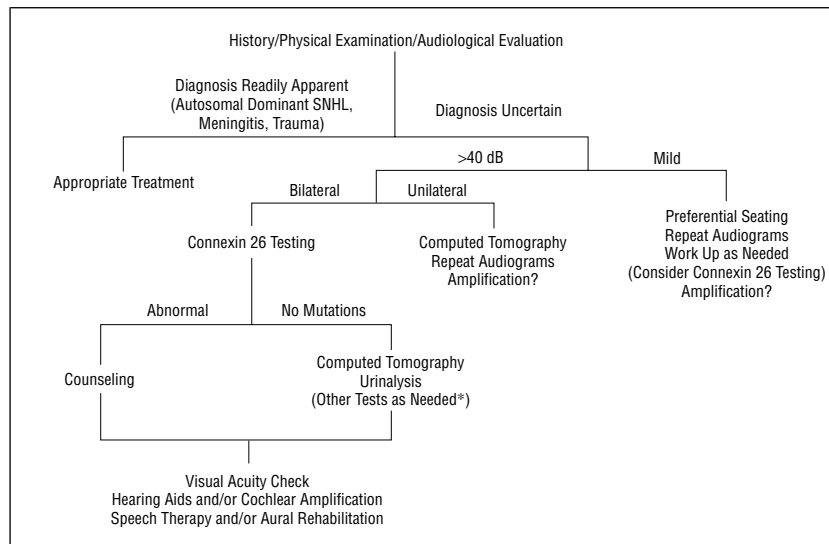 History/Physical Examination/Audiological Evaluation
Diagnosis Readily Apparent
(Autosomal Dominant SNHL,
Meningitis, Trauma)
Diagnosis Uncertain
Appropriate Treatment
>40 dB
Mild
Bilateral
Unilateral
Preferential Seating
Repeat Audiograms
Work Up as Needed
(Consider Connexin 26 Testing)
Amplification?
Connexin 26 Testing
Computed Tomography
Repeat Audiograms
Amplification?
Abnormal
No Mutations
Counseling
Computed Tomography
Urinalysis
(Other Tests as Needed*)
Visual Acuity Check
Hearing Aids and/or Cochlear Amplification
Speech Therapy and/or Aural Rehabilitation